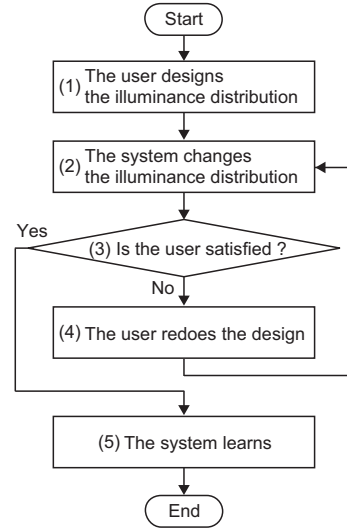 Start
(1) The user designs
the illuminance distribution
(2) The system changes
the illuminance distribution
Yes
(3) Is the user satisfied ?
No
(4) The user redoes the design
(5) The system learns
End